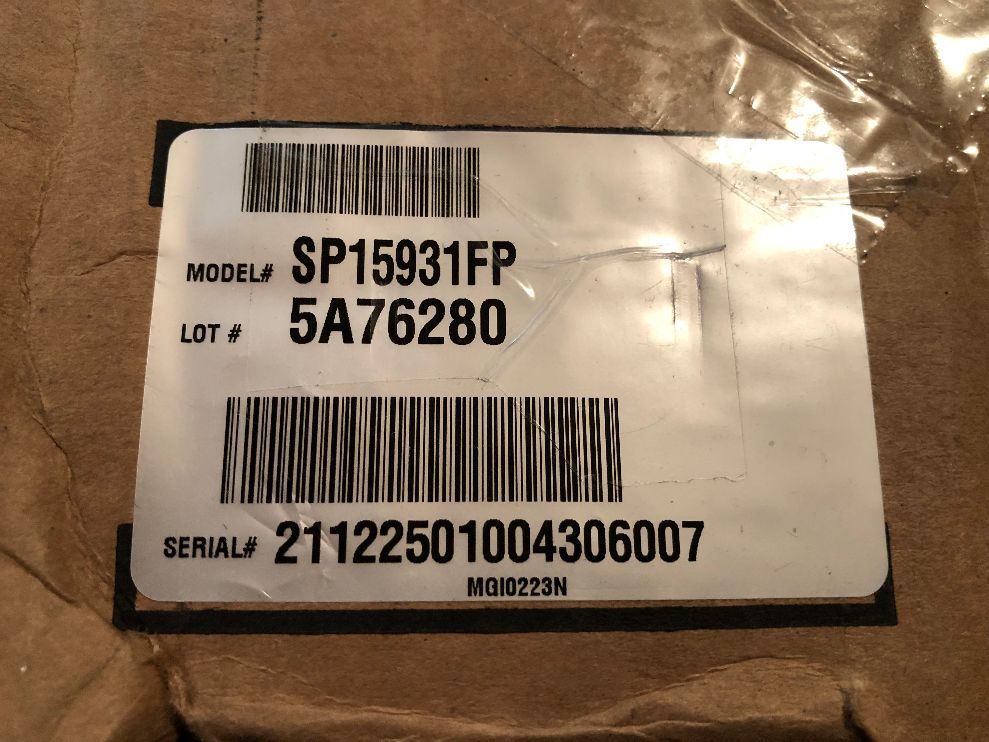 MODEL# SP15931FP
LOT # 5A76280
SERIAL# 21122501004306007
MGI0223N